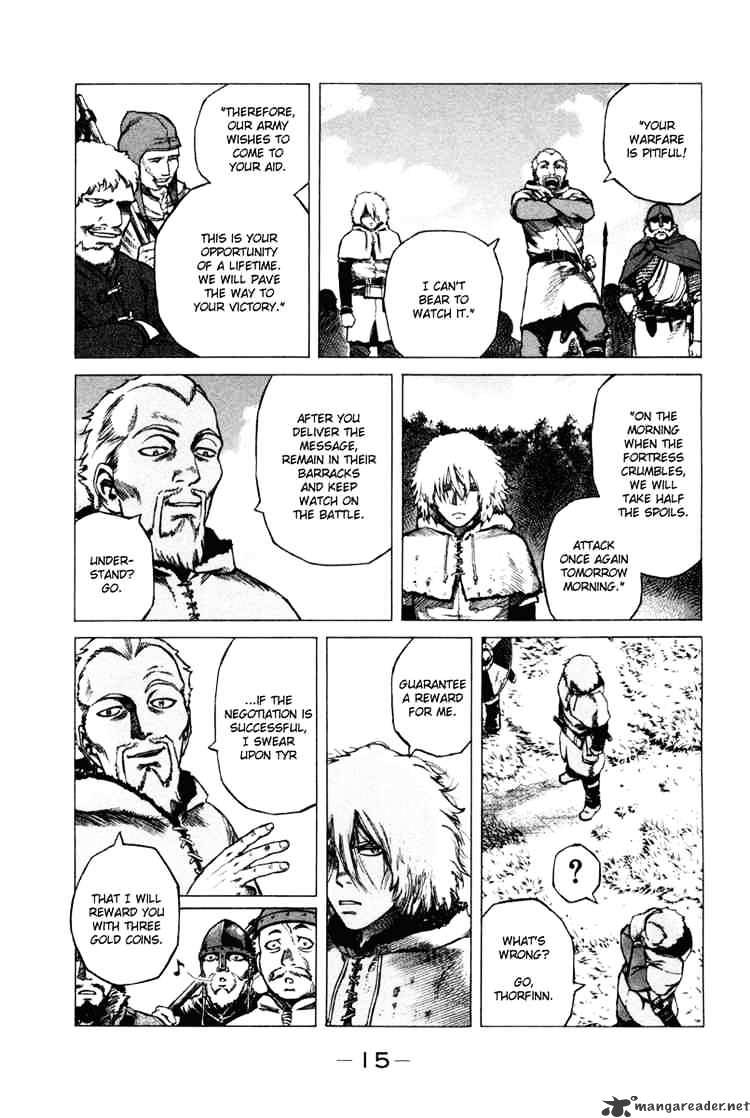 "YOUR
WARFARE
IS PITIFUL!
I CAN'T
BEAR TO
WATCH IT."
"THEREFORE,
OUR ARMY
WISHES TO
COME TO
YOUR AID.
THIS IS YOUR
OPPORTUNITY
OF A LIFETIME.
WE WILL PAVE
THE WAY TO
YOUR VICTORY."
"ON THE
MORNING
WHEN THE
FORTRESS
CRUMBLES,
WE WILL
TAKE HALF
THE SPOILS.
ATTACK
ONCE AGAIN
TOMORROW
MORNING."
AFTER YOU
DELIVER THE
MESSAGE,
REMAIN IN THEIR
BARRACKS
AND KEEP
WATCH ON
THE BATTLE.
UNDER-
STAND?
GO.
?
WHAT'S
WRONG?
GO,
THORFINN.
GUARANTEE
A REWARD
FOR ME.
...IF THE
NEGOTIATION IS
SUCCESSFUL,
I SWEAR
UPON TYR
THAT I WILL
REWARD YOU
WITH THREE
GOLD COINS.
♪
- 15 -
mangareader.net